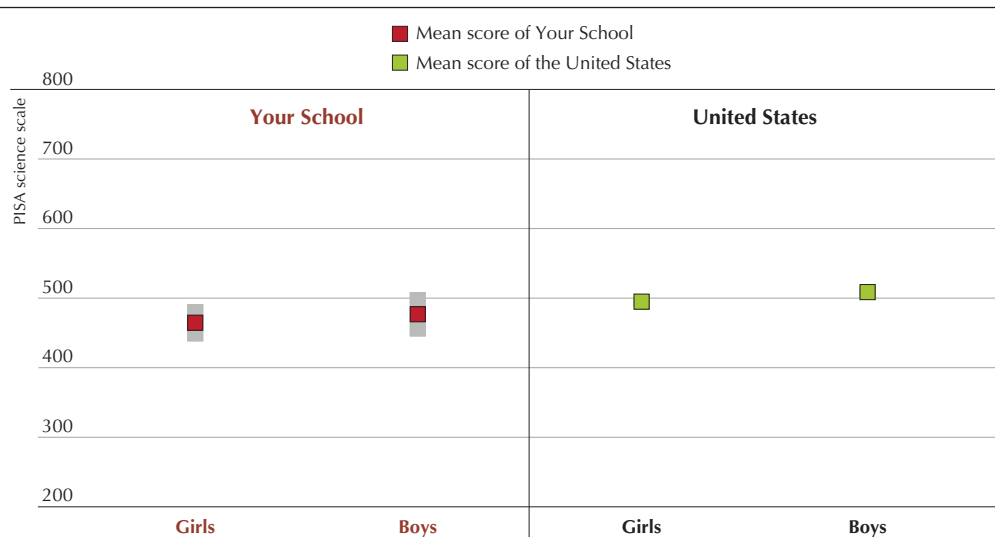 Mean score of Your School
Mean score of the United States
PISA science scale
800
Your School
United States
700
600
500
400
300
200
Girls
Boys
Girls
Boys